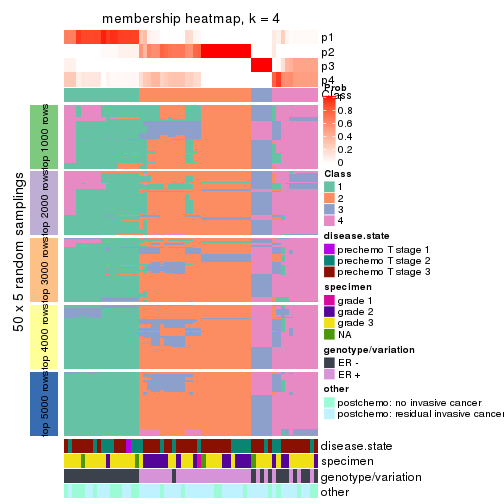 membership heatmap, k = 4
p1
p2
p3
p4
Class
Prob
1
0.8
0.6
0.4
0.2
0
Class
1
2
3
4
disease.state
prechemo T stage 1
prechemo T stage 2
prechemo T stage 3
specimen
grade 1
grade 2
grade 3
NA
genotype/variation
ER -
ER +
other
postchemo: no invasive cancer
postchemo: residual invasive cancer
50 x 5 random samplings
top 1000 rows
top 2000 rows
top 3000 rows
top 4000 rows
top 5000 rows
disease.state
specimen
genotype/variation
other